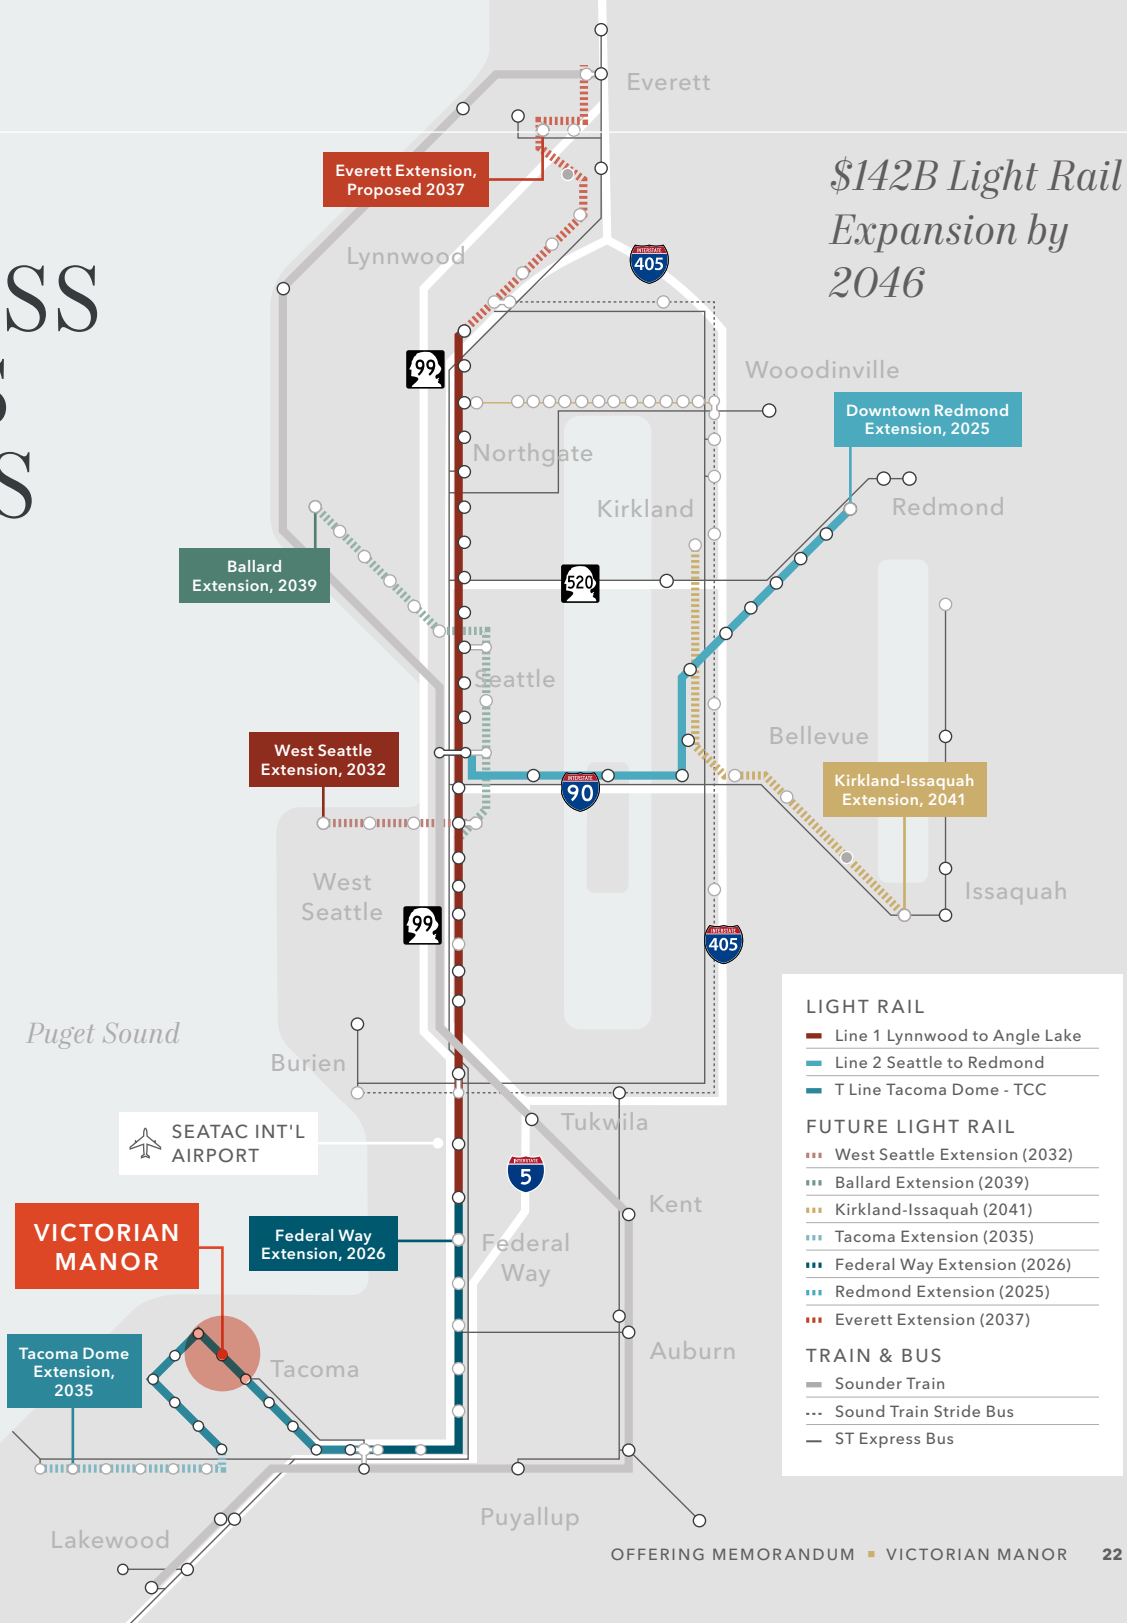 SS
S
S
$142B Light Rail
Expansion by
2046
Everett
Everett Extension,
Proposed 2037
Lynnwood
INTERSTATE
405
99
Wooodinville
Downtown Redmond
Extension, 2025
Northgate
Kirkland
Redmond
Ballard
Extension, 2039
520
Seattle
West Seattle
Extension, 2032
Bellevue
INTERSTATE
90
Kirkland-Issaquah
Extension, 2041
West
Seattle
Issaquah
99
INTERSTATE
405
Puget Sound
Burien
Tukwila
SEATAC INT'L
AIRPORT
INTERSTATE
5
Kent
VICTORIAN
MANOR
Federal Way
Extension, 2026
Federal
Way
Tacoma Dome
Extension,
2035
Tacoma
Auburn
Puyallup
Lakewood
LIGHT RAIL
Line 1 Lynnwood to Angle Lake
Line 2 Seattle to Redmond
T Line Tacoma Dome - TCC
FUTURE LIGHT RAIL
West Seattle Extension (2032)
Ballard Extension (2039)
Kirkland-Issaquah (2041)
Tacoma Extension (2035)
Federal Way Extension (2026)
Redmond Extension (2025)
Everett Extension (2037)
TRAIN & BUS
Sounder Train
Sound Train Stride Bus
ST Express Bus
OFFERING MEMORANDUM ▪ VICTORIAN MANOR 22